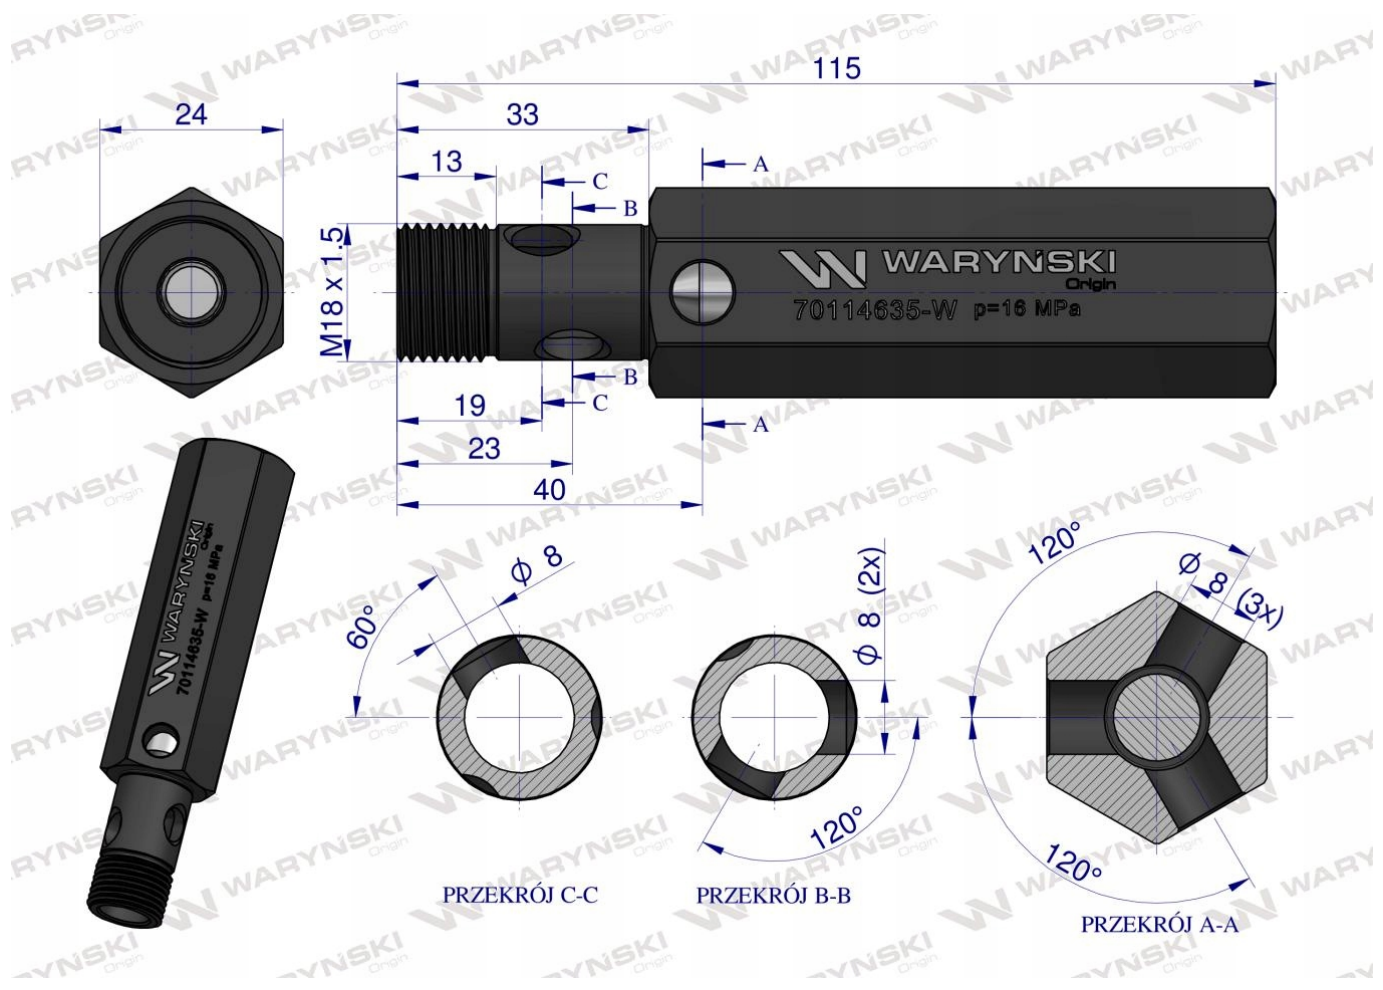 115
24
33
13
A
C
B
M18 x 1.5
WARYNSKI
Origin
70114635-W p=16 MPa
B
C
A
19
23
40
WARYNSKI
Origin
70114635-W p=16 MPa
60°
ϕ 8
ϕ 8 (2x)
120°
120°
ϕ 8 (3x)
120°
PRZEKRÓJ C-C
PRZEKRÓJ B-B
PRZEKRÓJ A-A